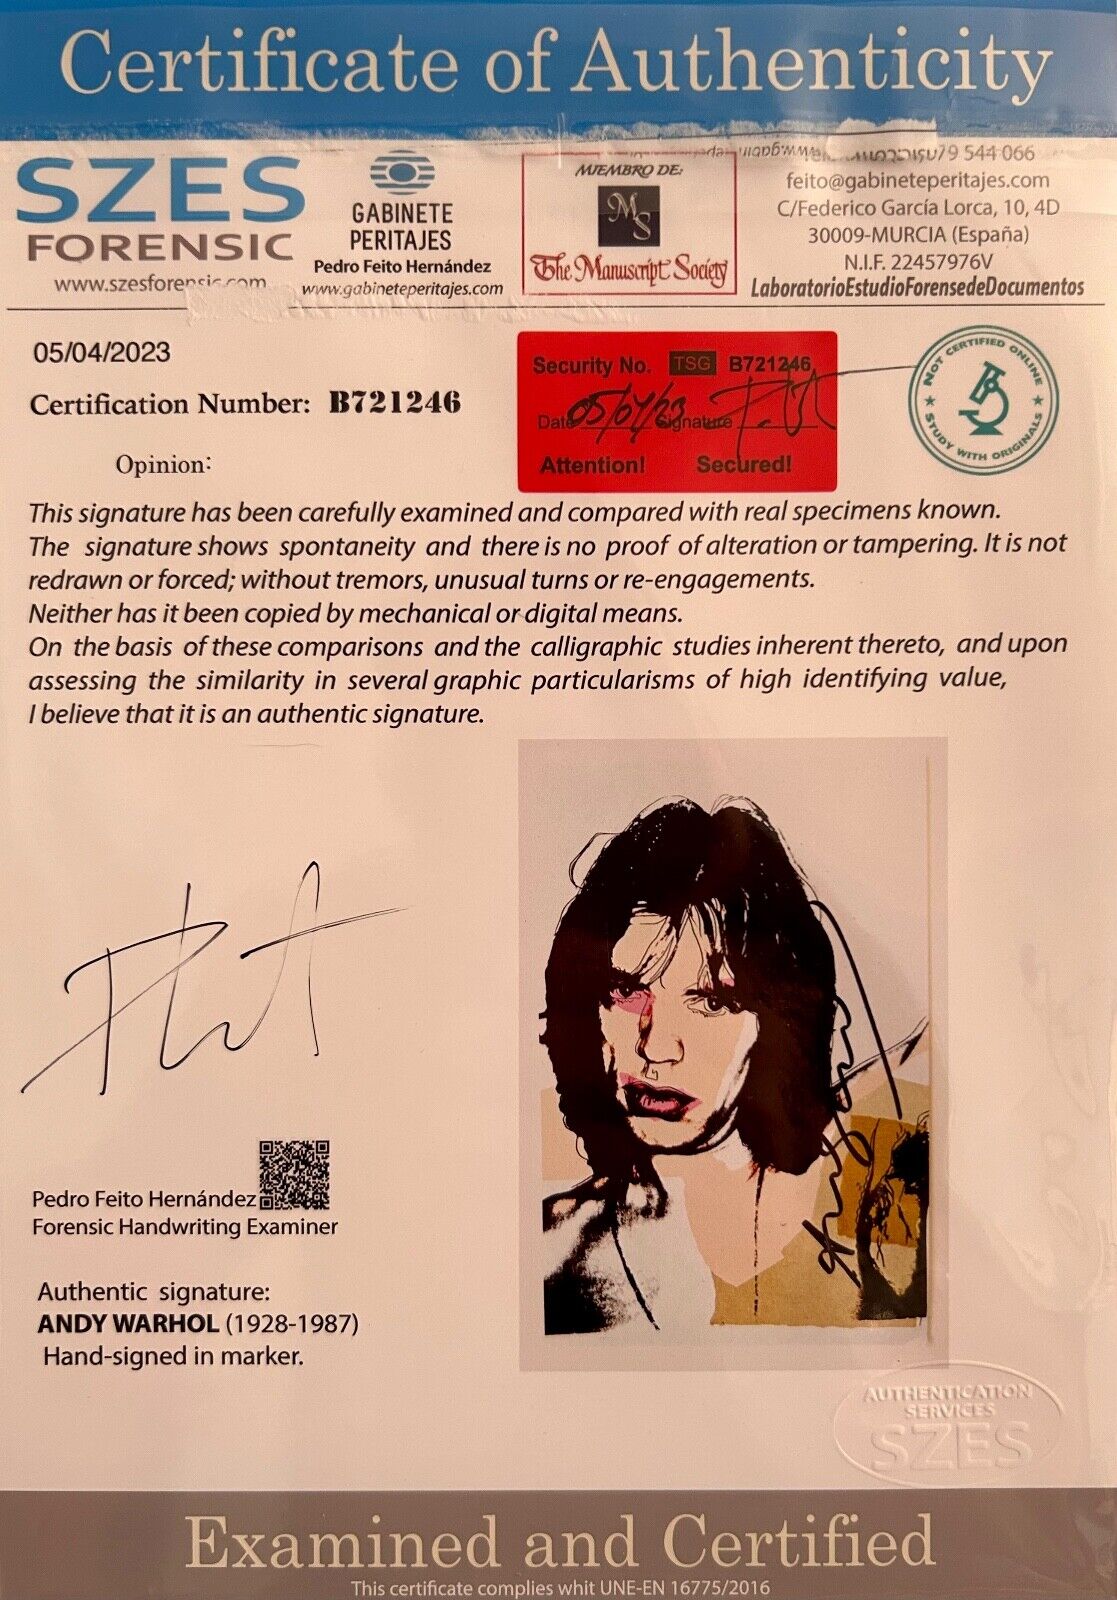 Certificate of Authenticity
SZES
FORENSIC
www.szesforensic.com
GABINETE
PERITAJES
Pedro Feito Hernández
www.gabineteperitajes.com
MIEMBRO DE:
MS
The Manuscript Society
79 544 066
feito@gabineteperitajes.com
C/Federico García Lorca, 10, 4D
30009-MURCIA (España)
N.I.F. 22457976V
LaboratorioEstudioForensedeDocumentos
05/04/2023
Certification Number: B721246
Security No. TSG B721246
Date 05/04/23 Signature
Attention! Secured!
NOT CERTIFIED ONLINE
★ STUDY WITH ORIGINALS ★
Opinion:
This signature has been carefully examined and compared with real specimens known.
The signature shows spontaneity and there is no proof of alteration or tampering. It is not
redrawn or forced; without tremors, unusual turns or re-engagements.
Neither has it been copied by mechanical or digital means.
On the basis of these comparisons and the calligraphic studies inherent thereto, and upon
assessing the similarity in several graphic particularisms of high identifying value,
I believe that it is an authentic signature.
Pedro Feito Hernández
Forensic Handwriting Examiner
Authentic signature:
ANDY WARHOL (1928-1987)
Hand-signed in marker.
AUTHENTICATION
SERVICES
SZES
Examined and Certified
This certificate complies whit UNE-EN 16775/2016